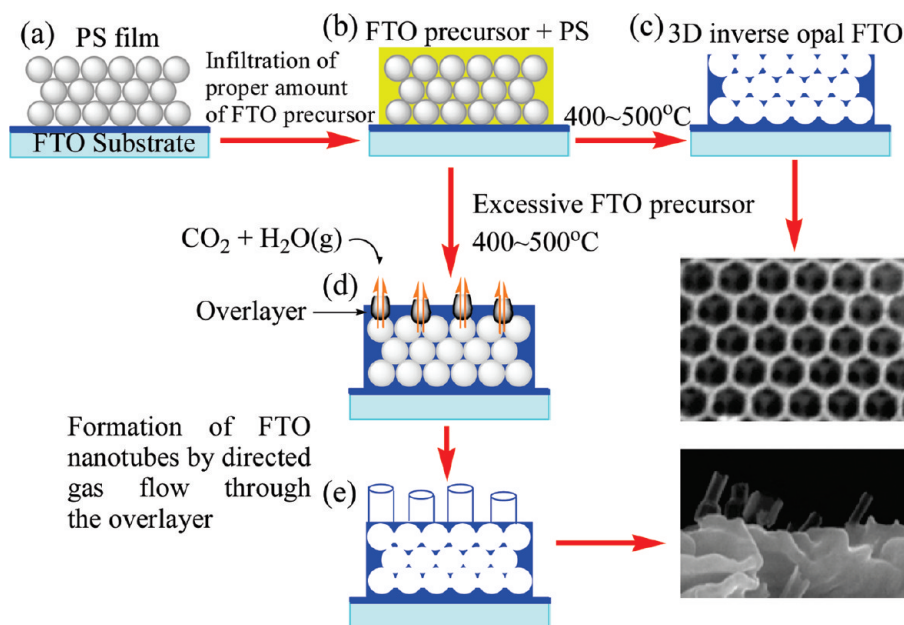 (a)
PS film
FTO Substrate
Infiltration of
proper amount
of FTO precursor
(b)
FTO precursor + PS
400~500°C
(c)
3D inverse opal FTO
Excessive FTO precursor
400~500°C
CO₂ + H₂O(g)
(d)
Overlayer
Formation of FTO
nanotubes by directed
gas flow through
the overlayer
(e)